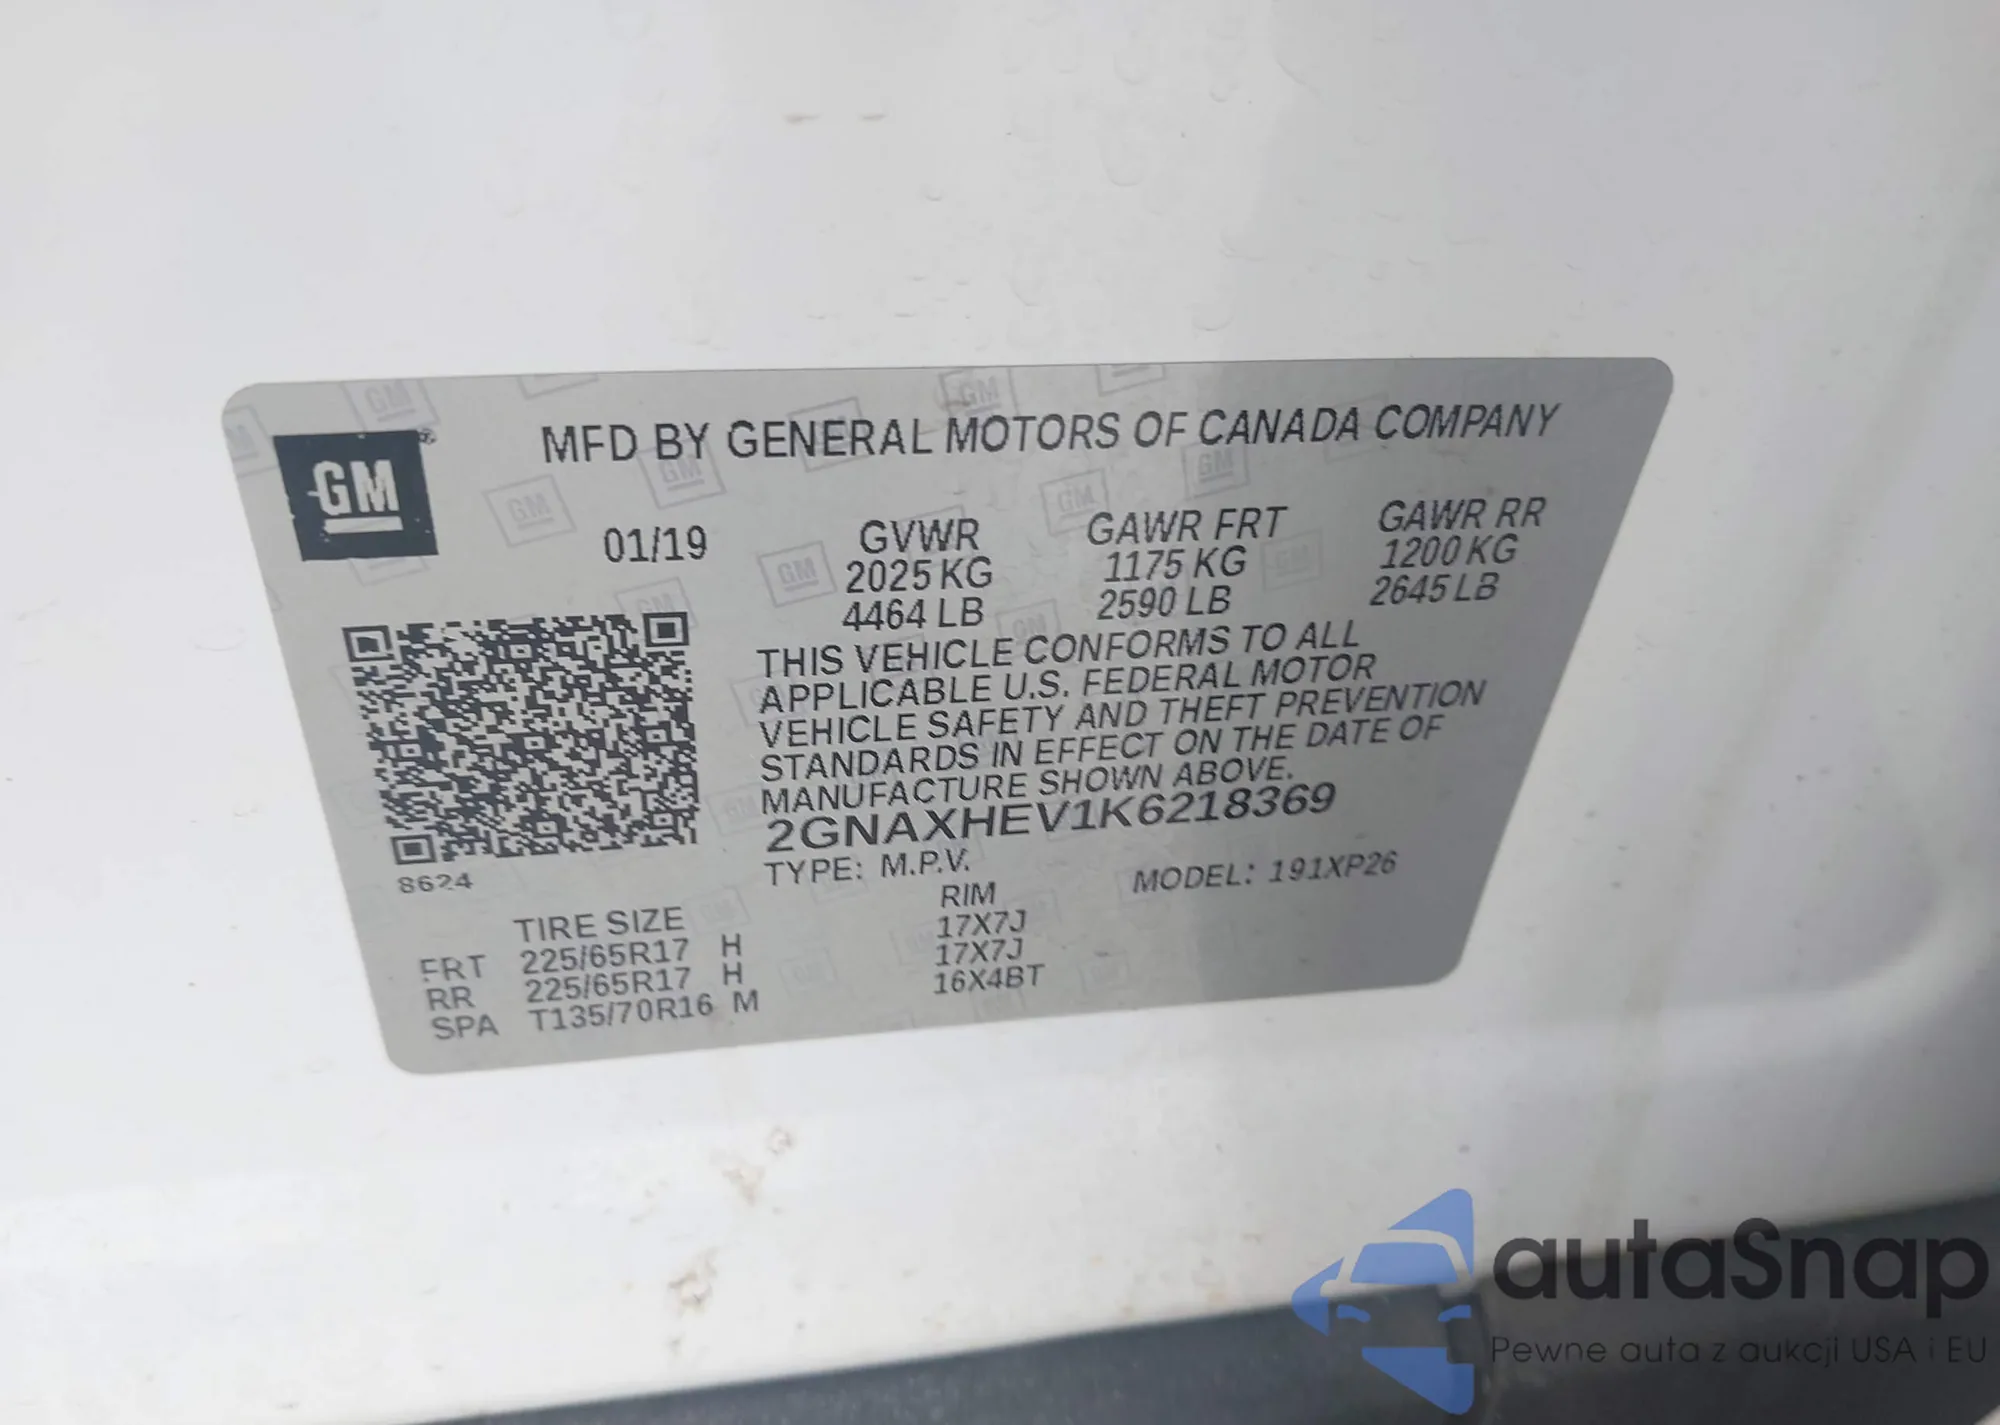 GM
MFD BY GENERAL MOTORS OF CANADA COMPANY
01/19 GVWR GAWR FRT GAWR RR
2025 KG 1175 KG 1200 KG
4464 LB 2590 LB 2645 LB
THIS VEHICLE CONFORMS TO ALL
APPLICABLE U.S. FEDERAL MOTOR
VEHICLE SAFETY AND THEFT PREVENTION
STANDARDS IN EFFECT ON THE DATE OF
MANUFACTURE SHOWN ABOVE.
2GNAXHEV1K6218369
8624
TYPE: M.P.V. MODEL: 191XP26
TIRE SIZE RIM
FRT 225/65R17 H 17X7J
RR 225/65R17 H 17X7J
SPA T135/70R16 M 16X4BT
autaSnap
Pewne auta z aukcji USA i EU